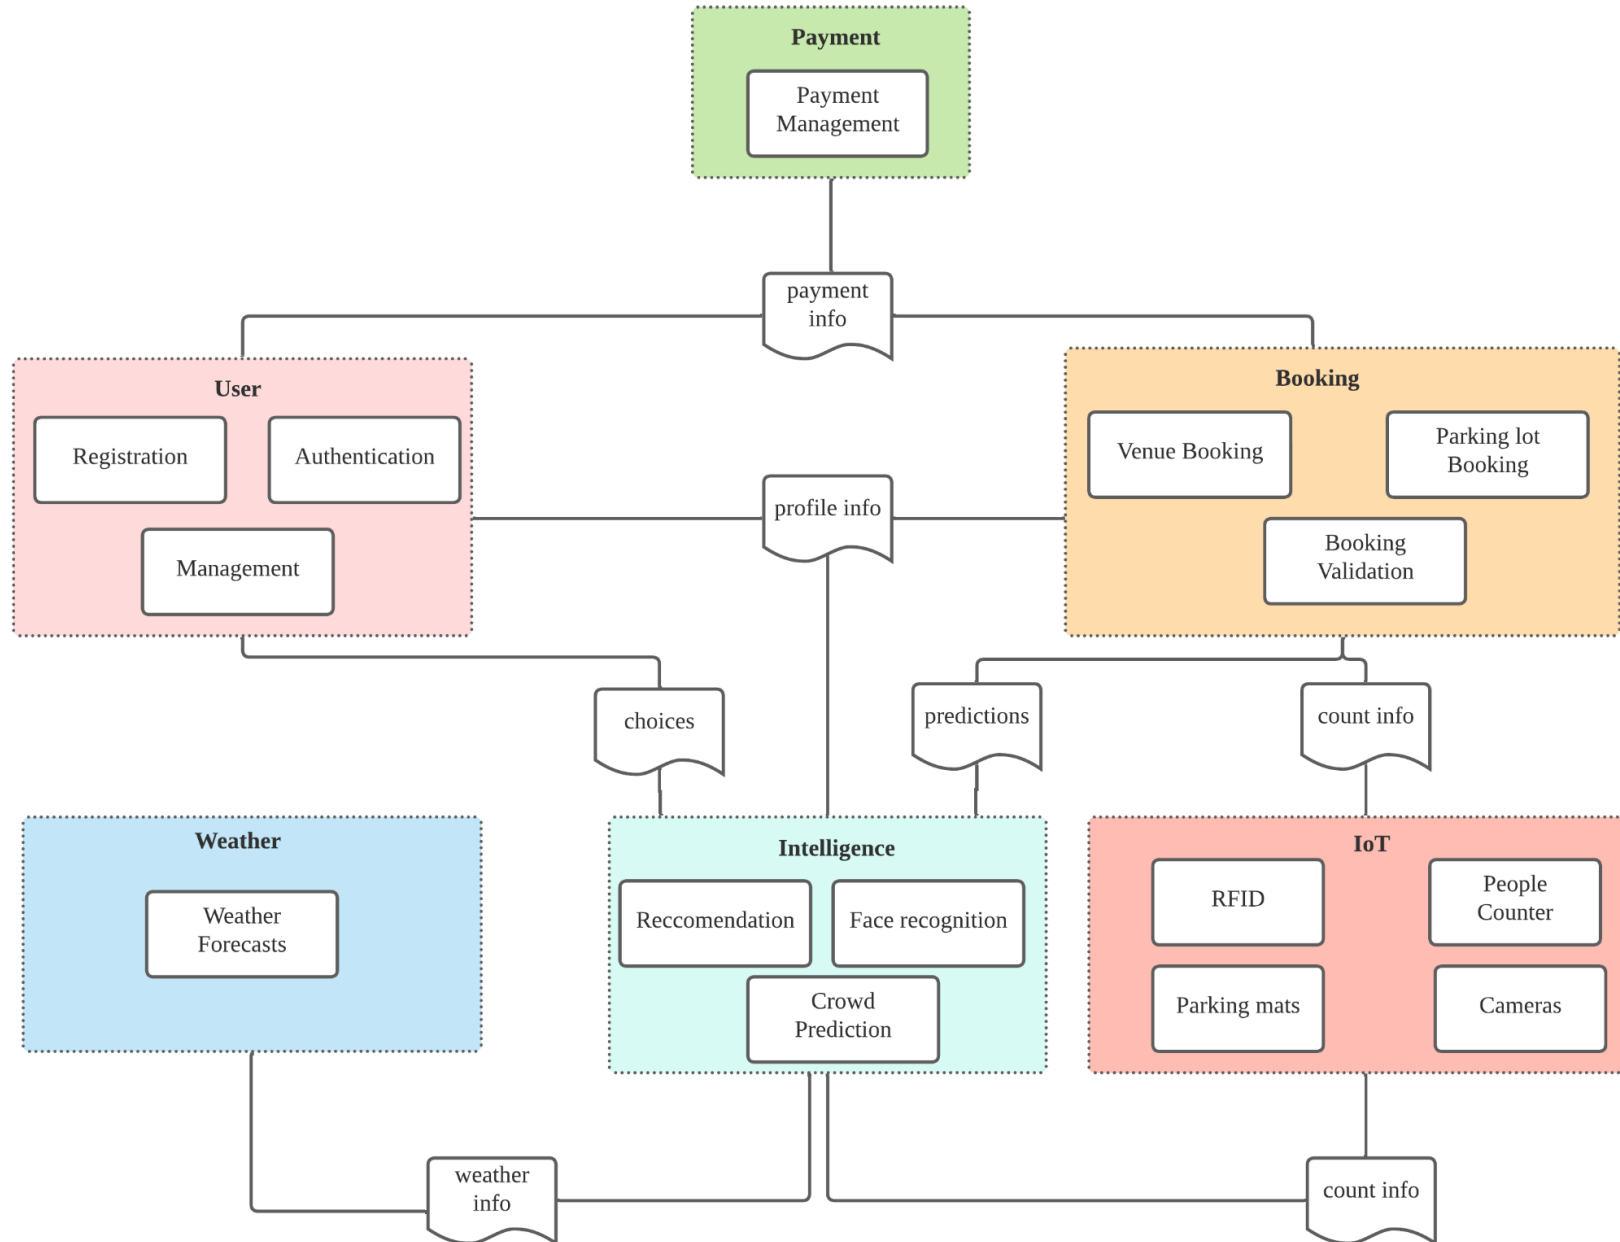 Payment
Payment
Management
payment
info
User
Registration
Authentication
Management
profile info
Booking
Venue Booking
Parking lot
Booking
Booking
Validation
choices
predictions
count info
Weather
Weather
Forecasts
Intelligence
Reccomendation
Face recognition
Crowd
Prediction
IoT
RFID
People
Counter
Parking mats
Cameras
weather
info
count info